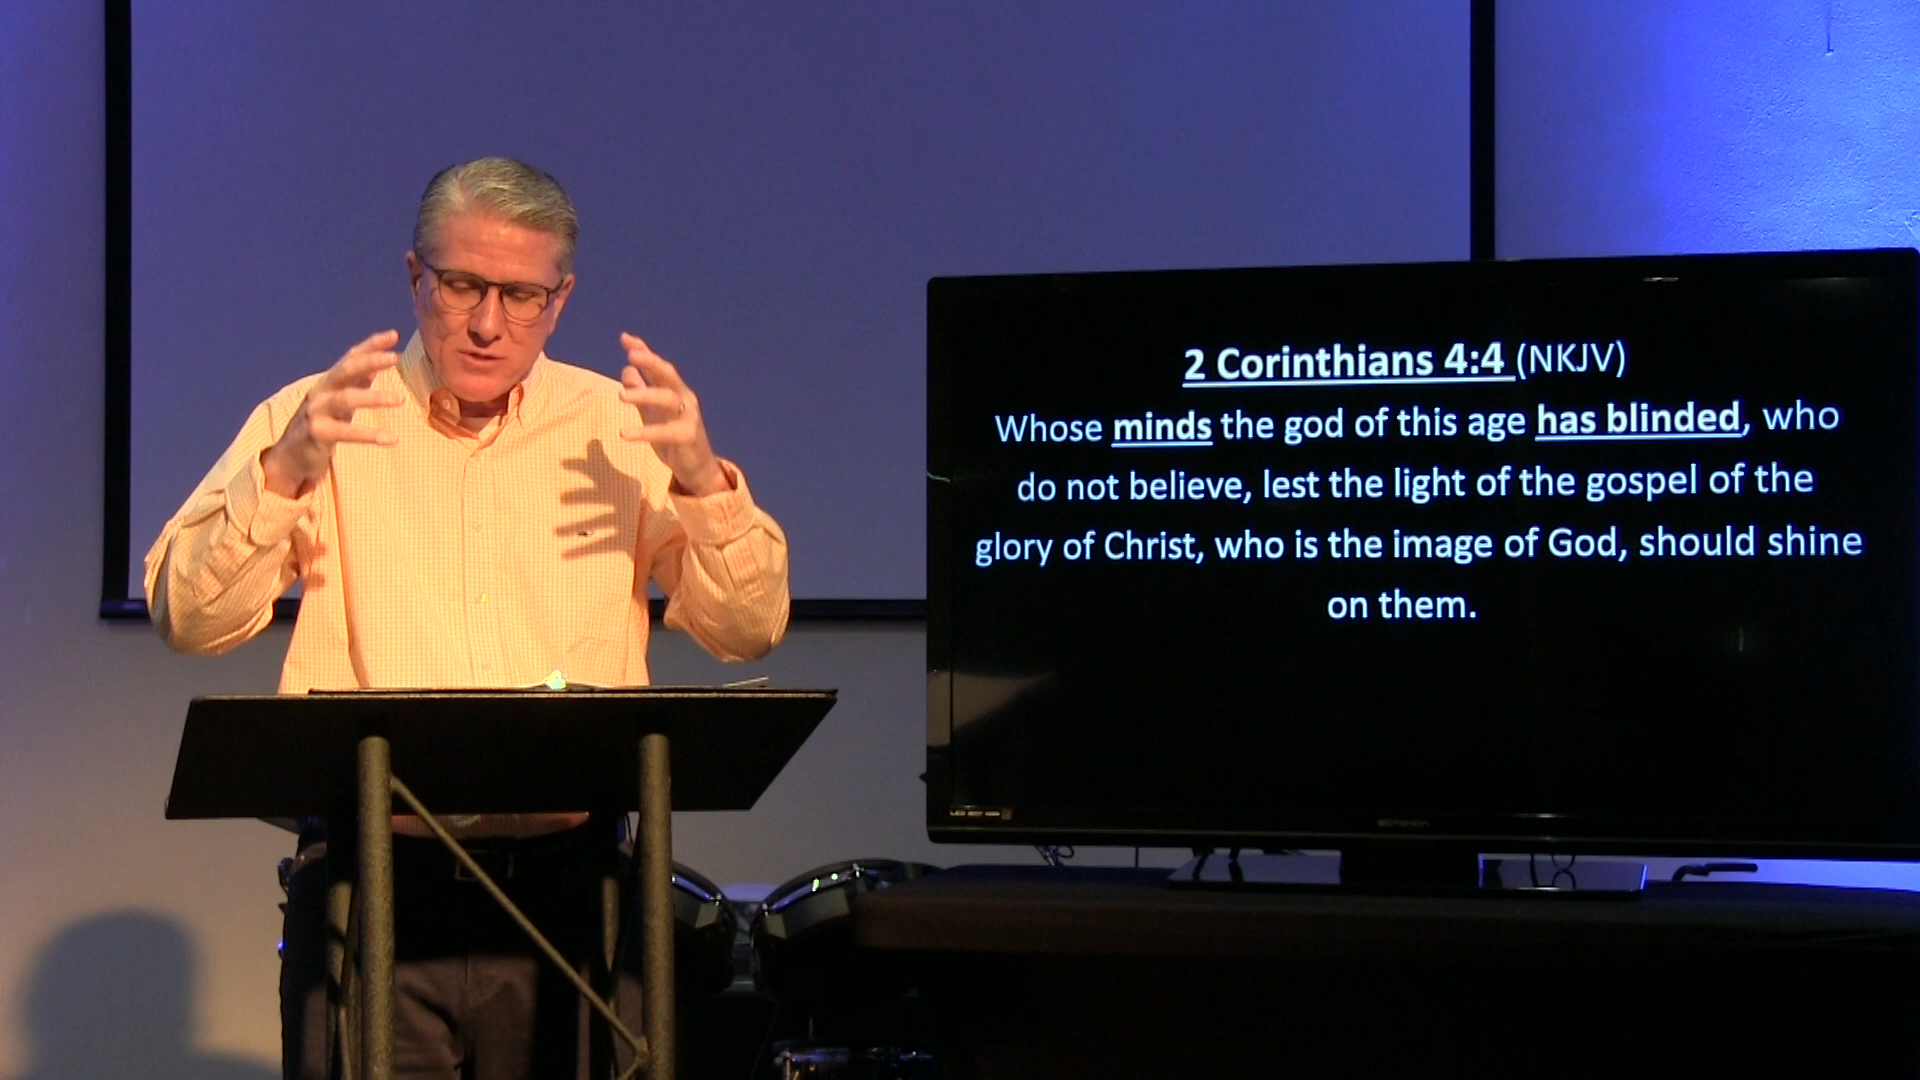 2 Corinthians 4:4 (NKJV)
Whose minds the god of this age has blinded, who
do not believe, lest the light of the gospel of the
glory of Christ, who is the image of God, should shine
on them.